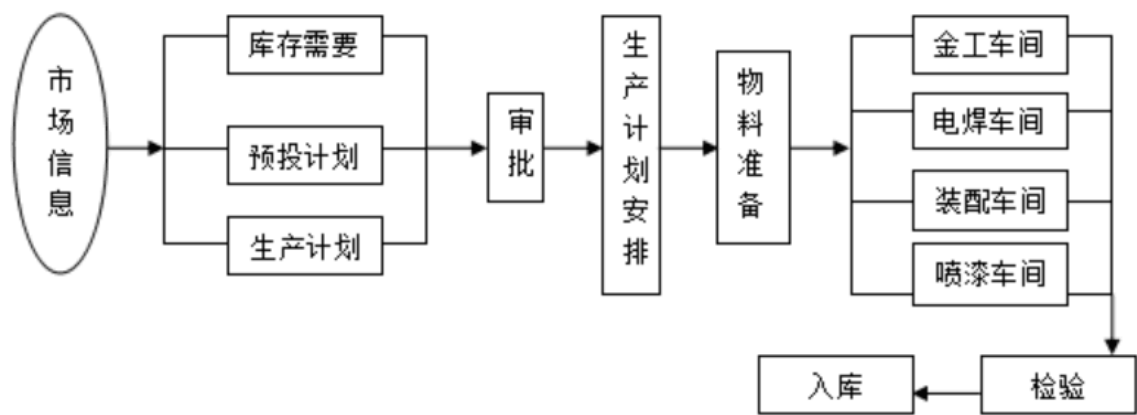 市场信息
库存需要
预投计划
生产计划
审批
生产计划安排
物料准备
金工车间
电焊车间
装配车间
喷漆车间
检验
入库